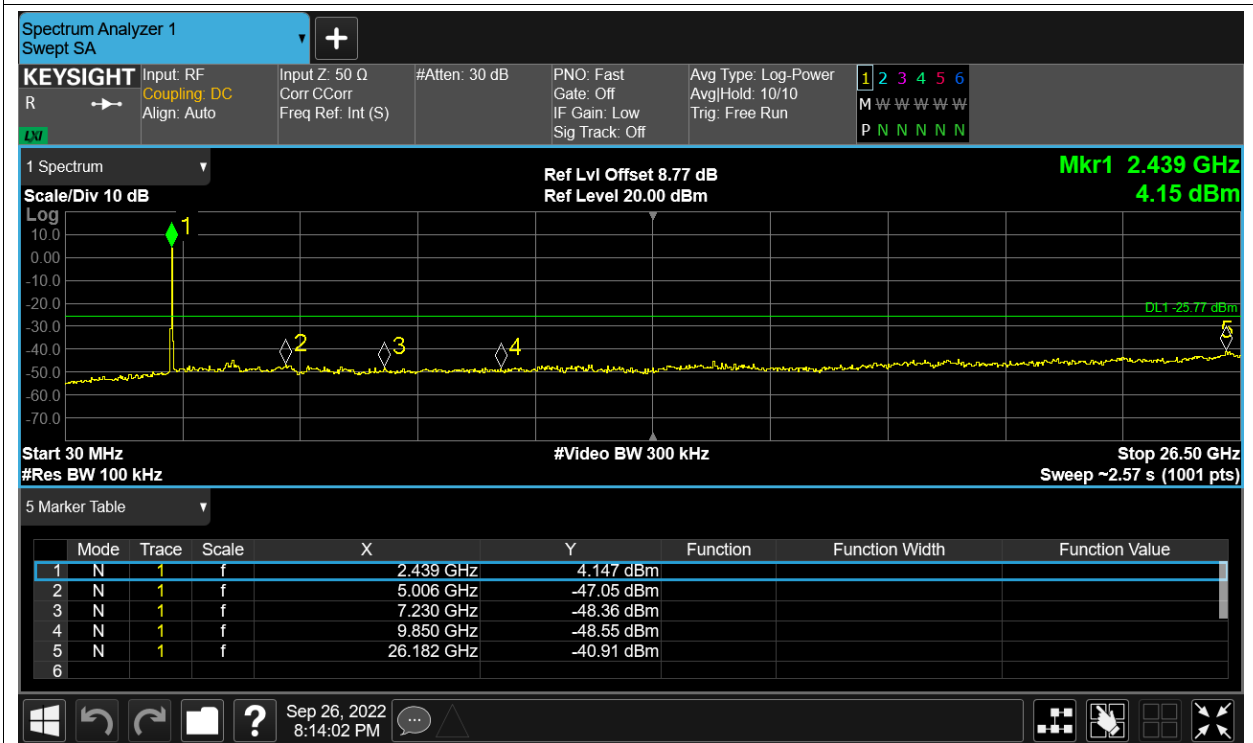 Spectrum Analyzer 1
Swept SA
KEYSIGHT Input: RF Input Z: 50 Ω #Atten: 30 dB PNO: Fast Avg Type: Log-Power 1 2 3 4 5 6
R Coupling: DC Corr CCorr Gate: Off Avg|Hold: 10/10 M W W W W W
Align: Auto Freq Ref: Int (S) IF Gain: Low Trig: Free Run
LXI Sig Track: Off P N N N N N
1 Spectrum Ref Lvl Offset 8.77 dB Mkr1 2.439 GHz
Scale/Div 10 dB Ref Level 20.00 dBm 4.15 dBm
Log
1
10.0
0.00
-10.0
-20.0
DL1 -25.77 dBm
-30.0
2 3 4 5
-40.0
-50.0
-60.0
-70.0
Start 30 MHz #Video BW 300 kHz Stop 26.50 GHz
#Res BW 100 kHz Sweep ~2.57 s (1001 pts)
5 Marker Table
Mode Trace Scale X Y Function Function Width Function Value
1 N 1 f 2.439 GHz 4.147 dBm
2 N 1 f 5.006 GHz -47.05 dBm
3 N 1 f 7.230 GHz -48.36 dBm
4 N 1 f 9.850 GHz -48.55 dBm
5 N 1 f 26.182 GHz -40.91 dBm
6
? Sep 26, 2022
8:14:02 PM